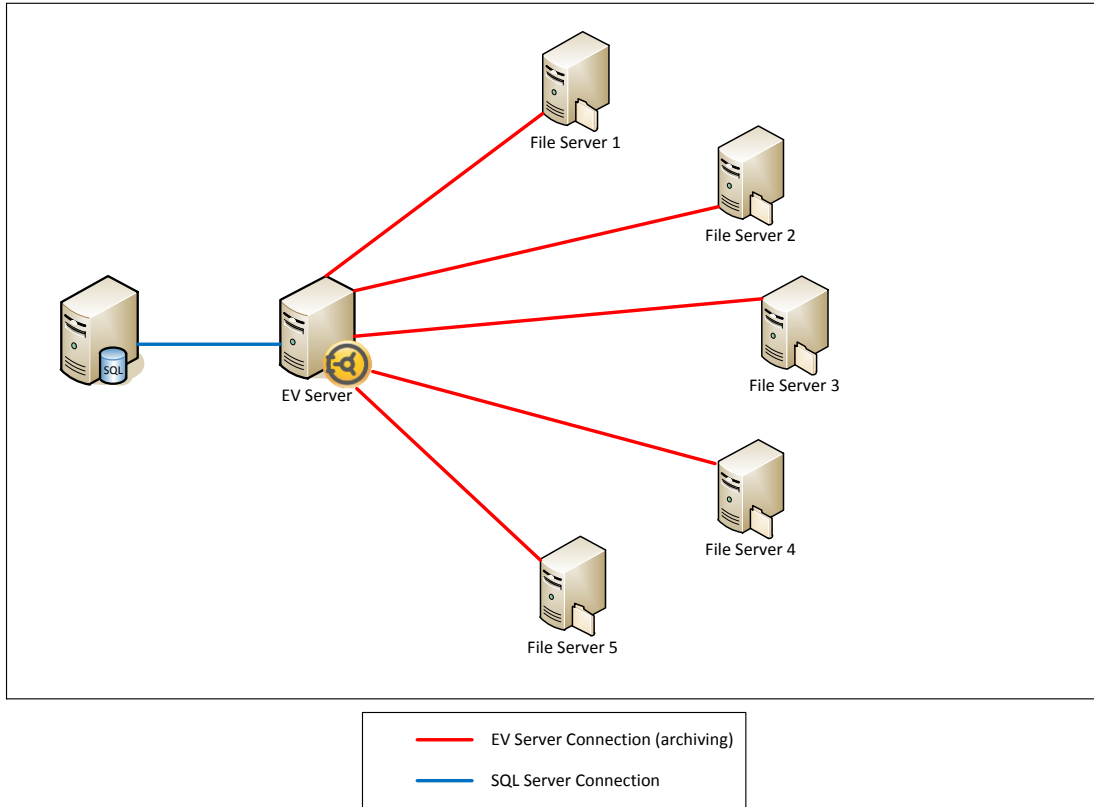 File Server 1
File Server 2
SQL
EV Server
File Server 3
File Server 4
File Server 5
EV Server Connection (archiving)
SQL Server Connection